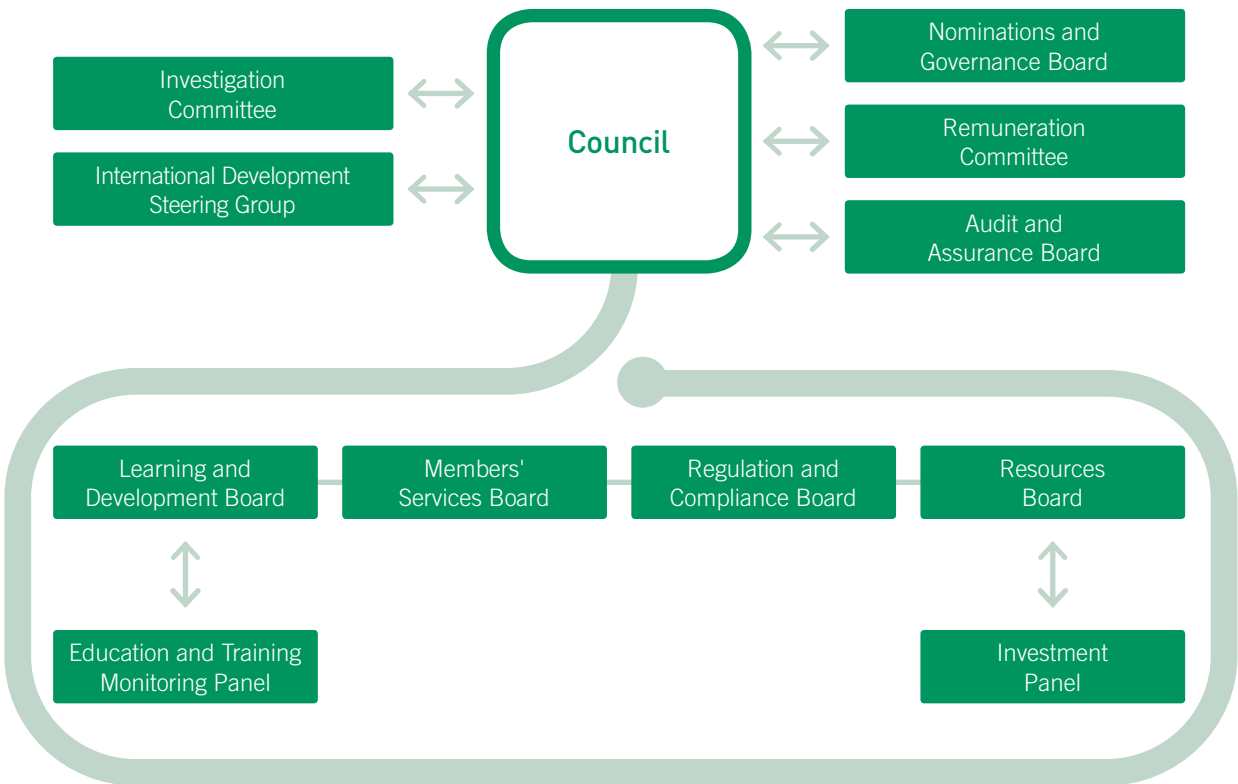 Investigation
Committee
International Development
Steering Group
Council
Nominations and
Governance Board
Remuneration
Committee
Audit and
Assurance Board
Learning and
Development Board
Members'
Services Board
Regulation and
Compliance Board
Resources
Board
Education and Training
Monitoring Panel
Investment
Panel